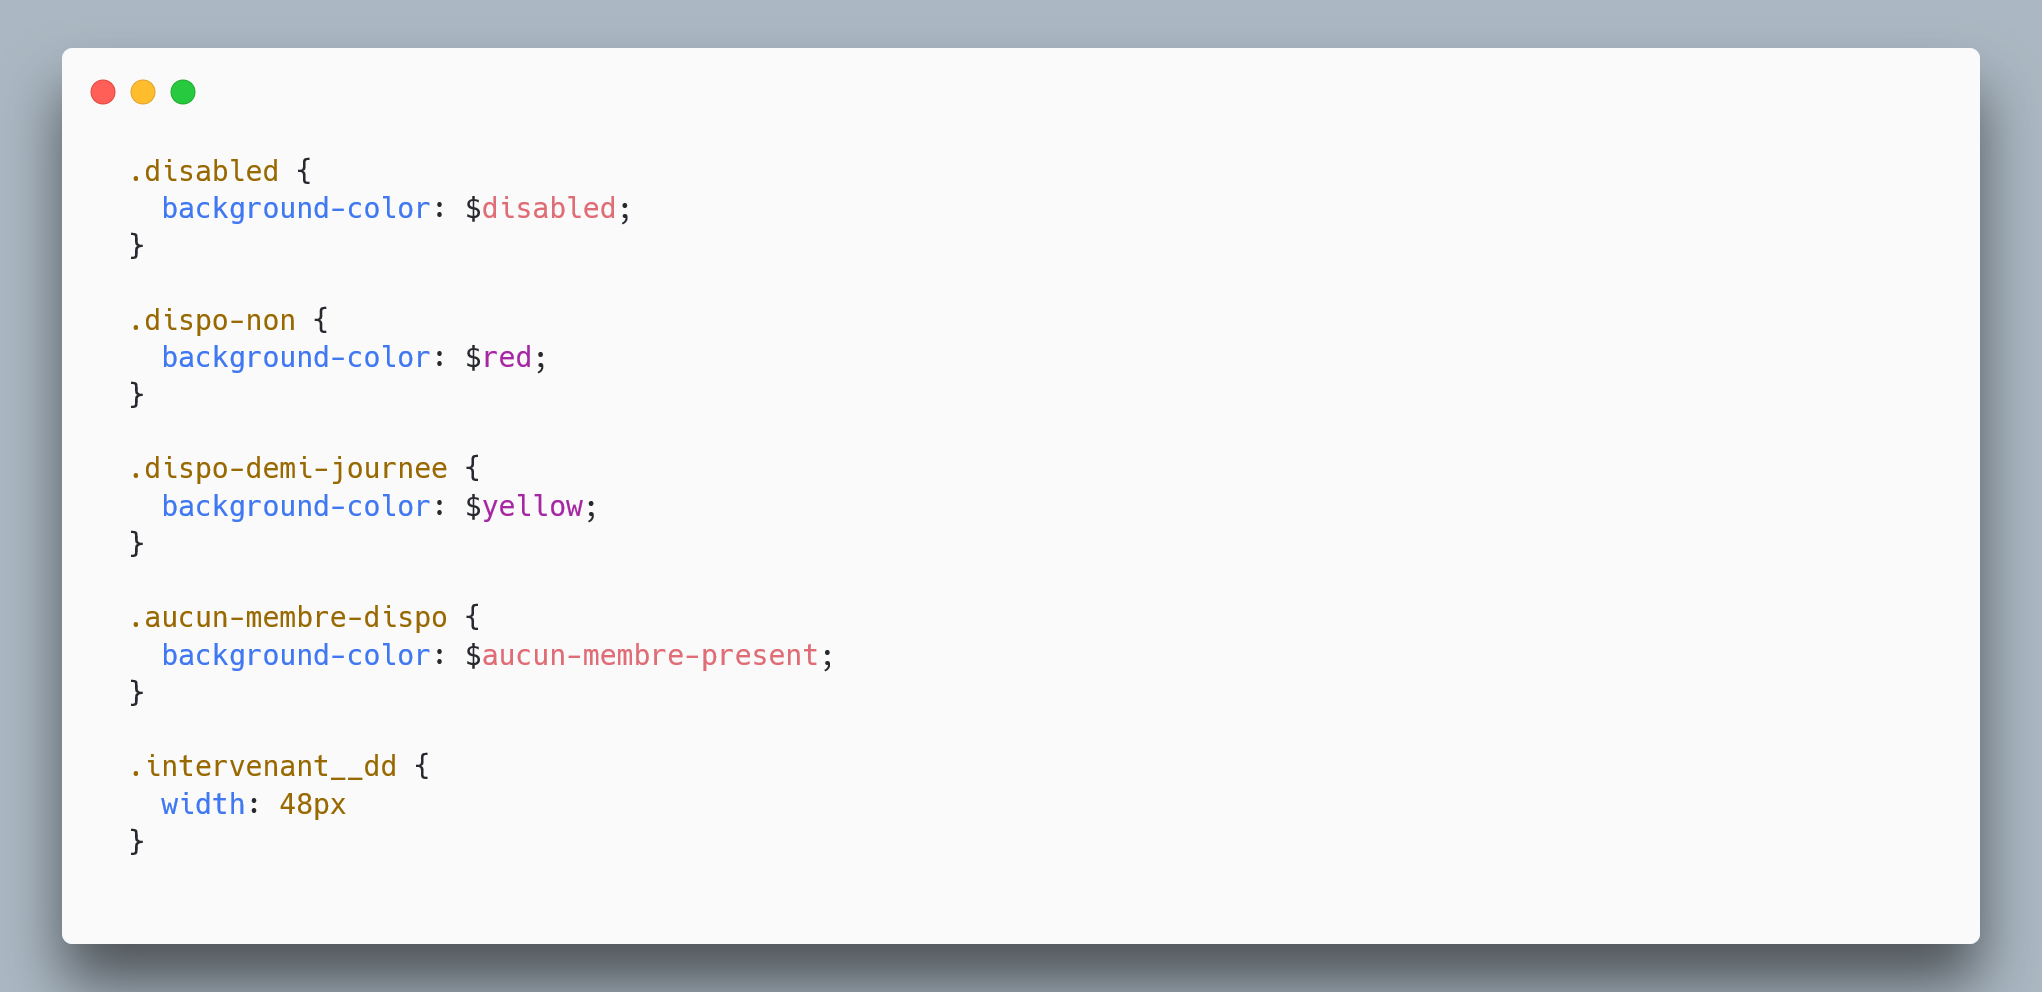 .disabled {
  background-color: $disabled;
}

.dispo-non {
  background-color: $red;
}

.dispo-demi-journee {
  background-color: $yellow;
}

.aucun-membre-dispo {
  background-color: $aucun-membre-present;
}

.intervenant__dd {
  width: 48px
}